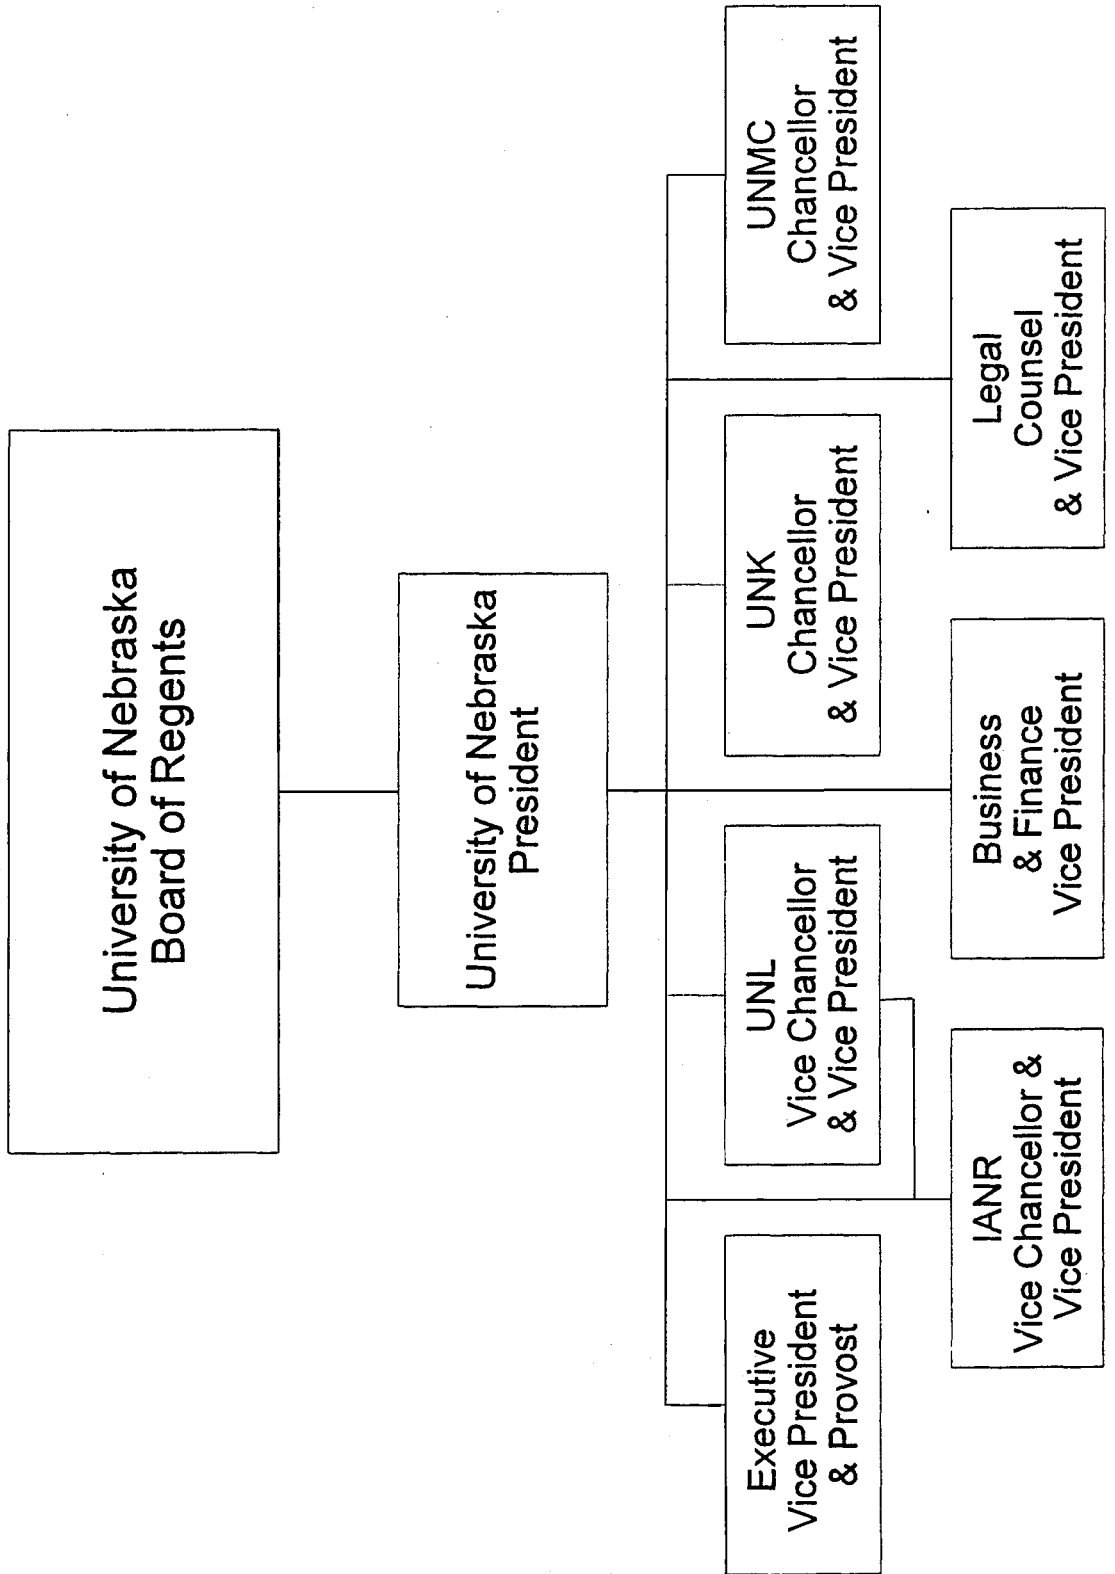 University of Nebraska
Board of Regents
University of Nebraska
President
Executive
Vice President
& Provost
UNL
Vice Chancellor
& Vice President
UNK
Chancellor
& Vice President
UNMC
Chancellor
& Vice President
IANR
Vice Chancellor &
Vice President
Business
& Finance
Vice President
Legal
Counsel
& Vice President